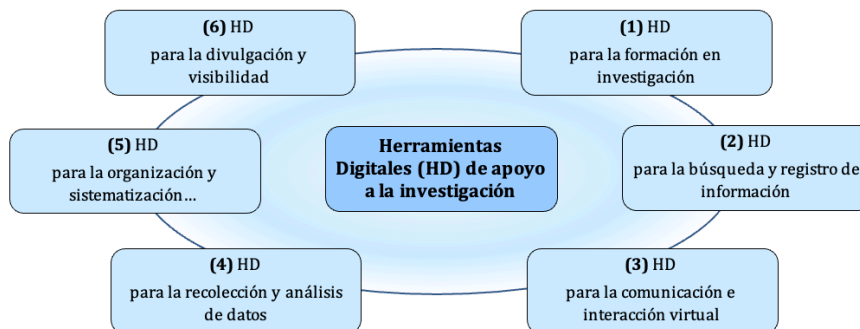 (6) HD
para la divulgación y
visibilidad
(1) HD
para la formación en
investigación
(5) HD
para la organización y
sistematización...
Herramientas
Digitales (HD) de apoyo
a la investigación
(2) HD
para la búsqueda y registro de
información
(4) HD
para la recolección y análisis
de datos
(3) HD
para la comunicación e
interacción virtual